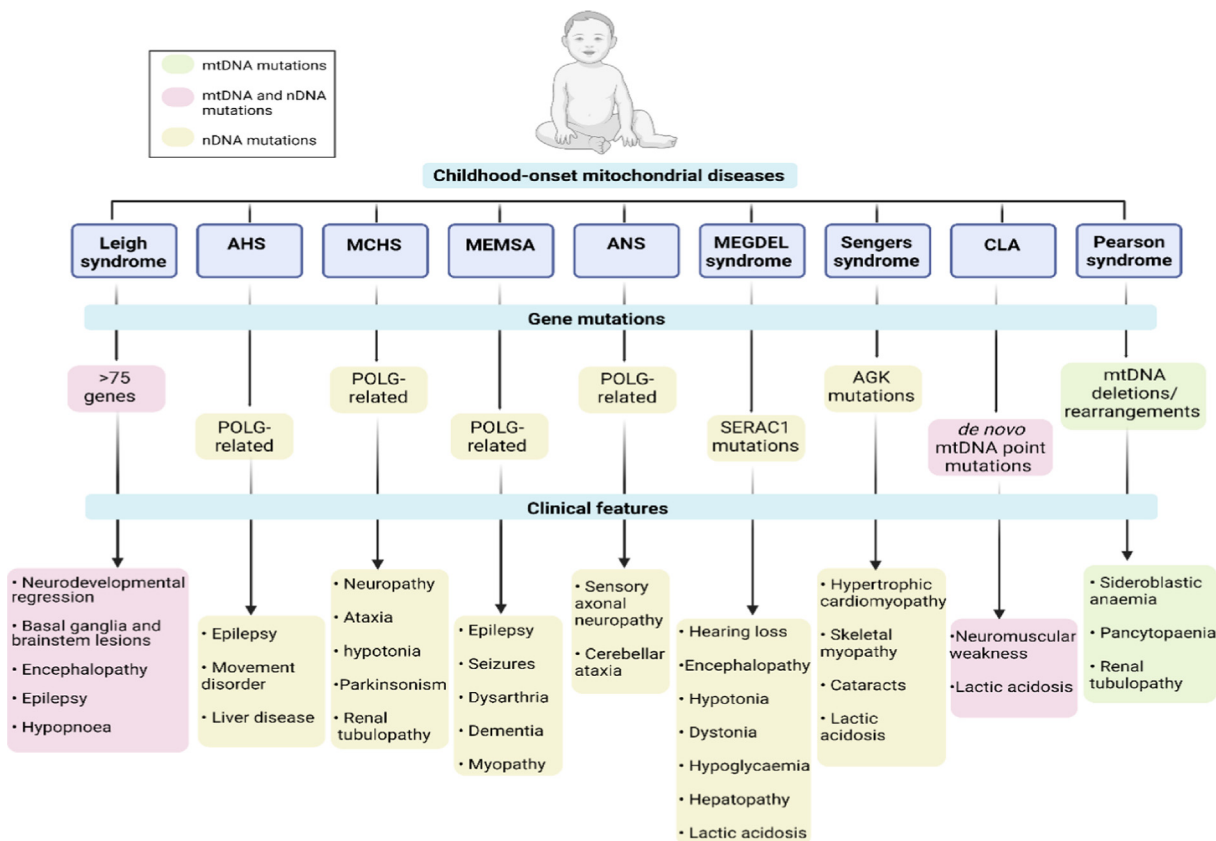 mtDNA mutations
mtDNA and nDNA
mutations
nDNA mutations
Childhood-onset mitochondrial diseases
Leigh
syndrome
AHS
MCHS
MEMSA
ANS
MEGDEL
syndrome
Sengers
syndrome
CLA
Pearson
syndrome
Gene mutations
>75
genes
POLG-
related
POLG-
related
POLG-
related
POLG-
related
SERAC1
mutations
AGK
mutations
de novo
mtDNA point
mutations
mtDNA
deletions/
rearrangements
Clinical features
• Neurodevelopmental
regression
• Basal ganglia and
brainstem lesions
• Encephalopathy
• Epilepsy
• Hypopnoea
• Epilepsy
• Movement
disorder
• Liver disease
• Neuropathy
• Ataxia
• hypotonia
•Parkinsonism
• Renal
tubulopathy
• Epilepsy
• Seizures
• Dysarthria
• Dementia
• Myopathy
• Sensory
axonal
neuropathy
• Cerebellar
ataxia
• Hearing loss
•Encephalopathy
• Hypotonia
• Dystonia
• Hypoglycaemia
• Hepatopathy
• Lactic acidosis
• Hypertrophic
cardiomyopathy
• Skeletal
myopathy
• Cataracts
• Lactic
acidosis
•Neuromuscular
weakness
•Lactic acidosis
• Sideroblastic
anaemia
• Pancytopaenia
• Renal
tubulopathy